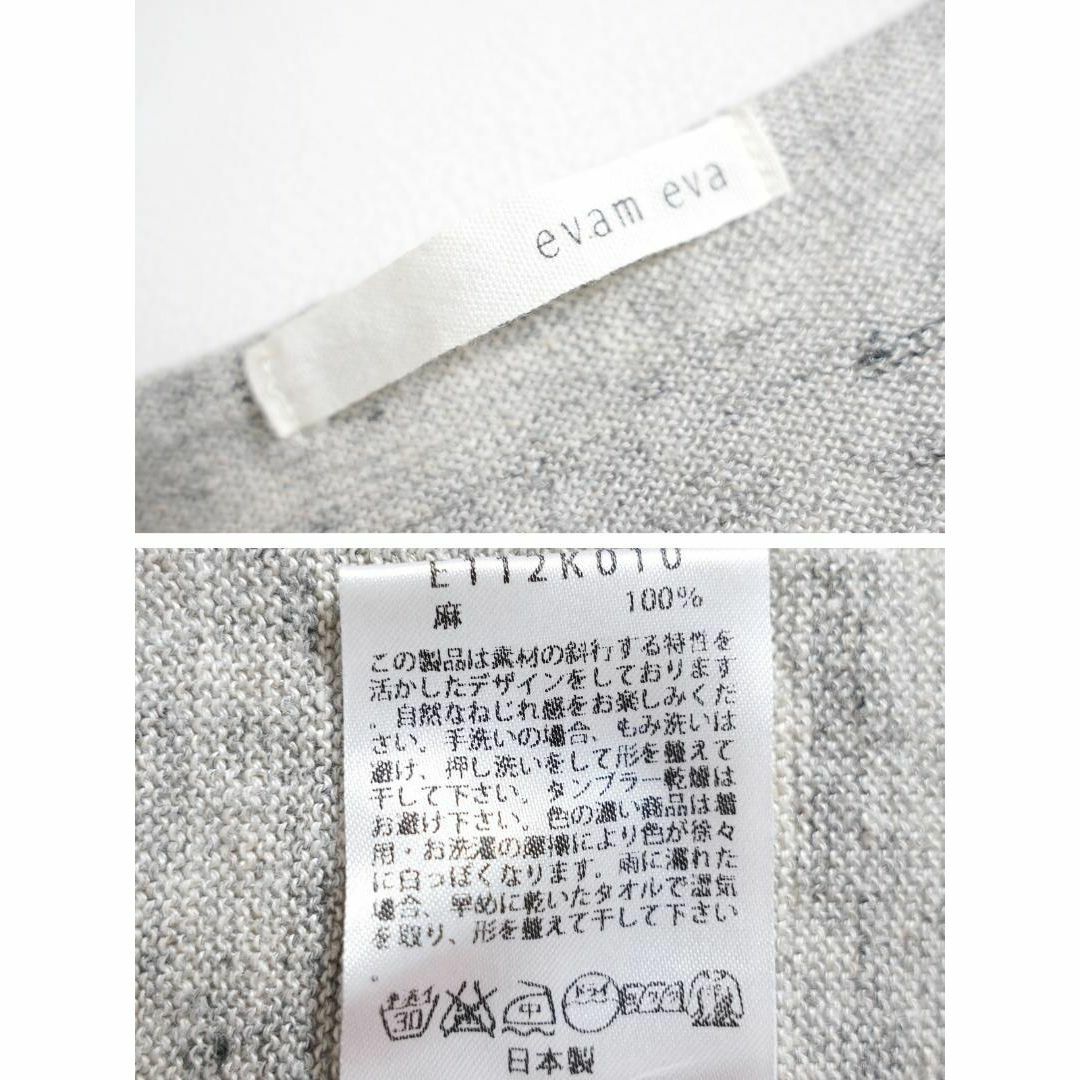 evam eva
E112K010
麻 100%
この製品は素材の斜行する特性を
活かしたデザインをしております
。自然なねじれ感をお楽しみくだ
さい。手洗いの場合、もみ洗いは
避け、押し洗いをして形を整えて
干して下さい。タンブラー乾燥は
お避け下さい。色の濃い商品は着
用・お洗濯の摩擦により色が徐々
に白っぽくなります。雨に濡れた
場合、早めに乾いたタオルで湿気
を取り、形を整えて干して下さい
。
手洗イ 30 中 ドライ
日本製